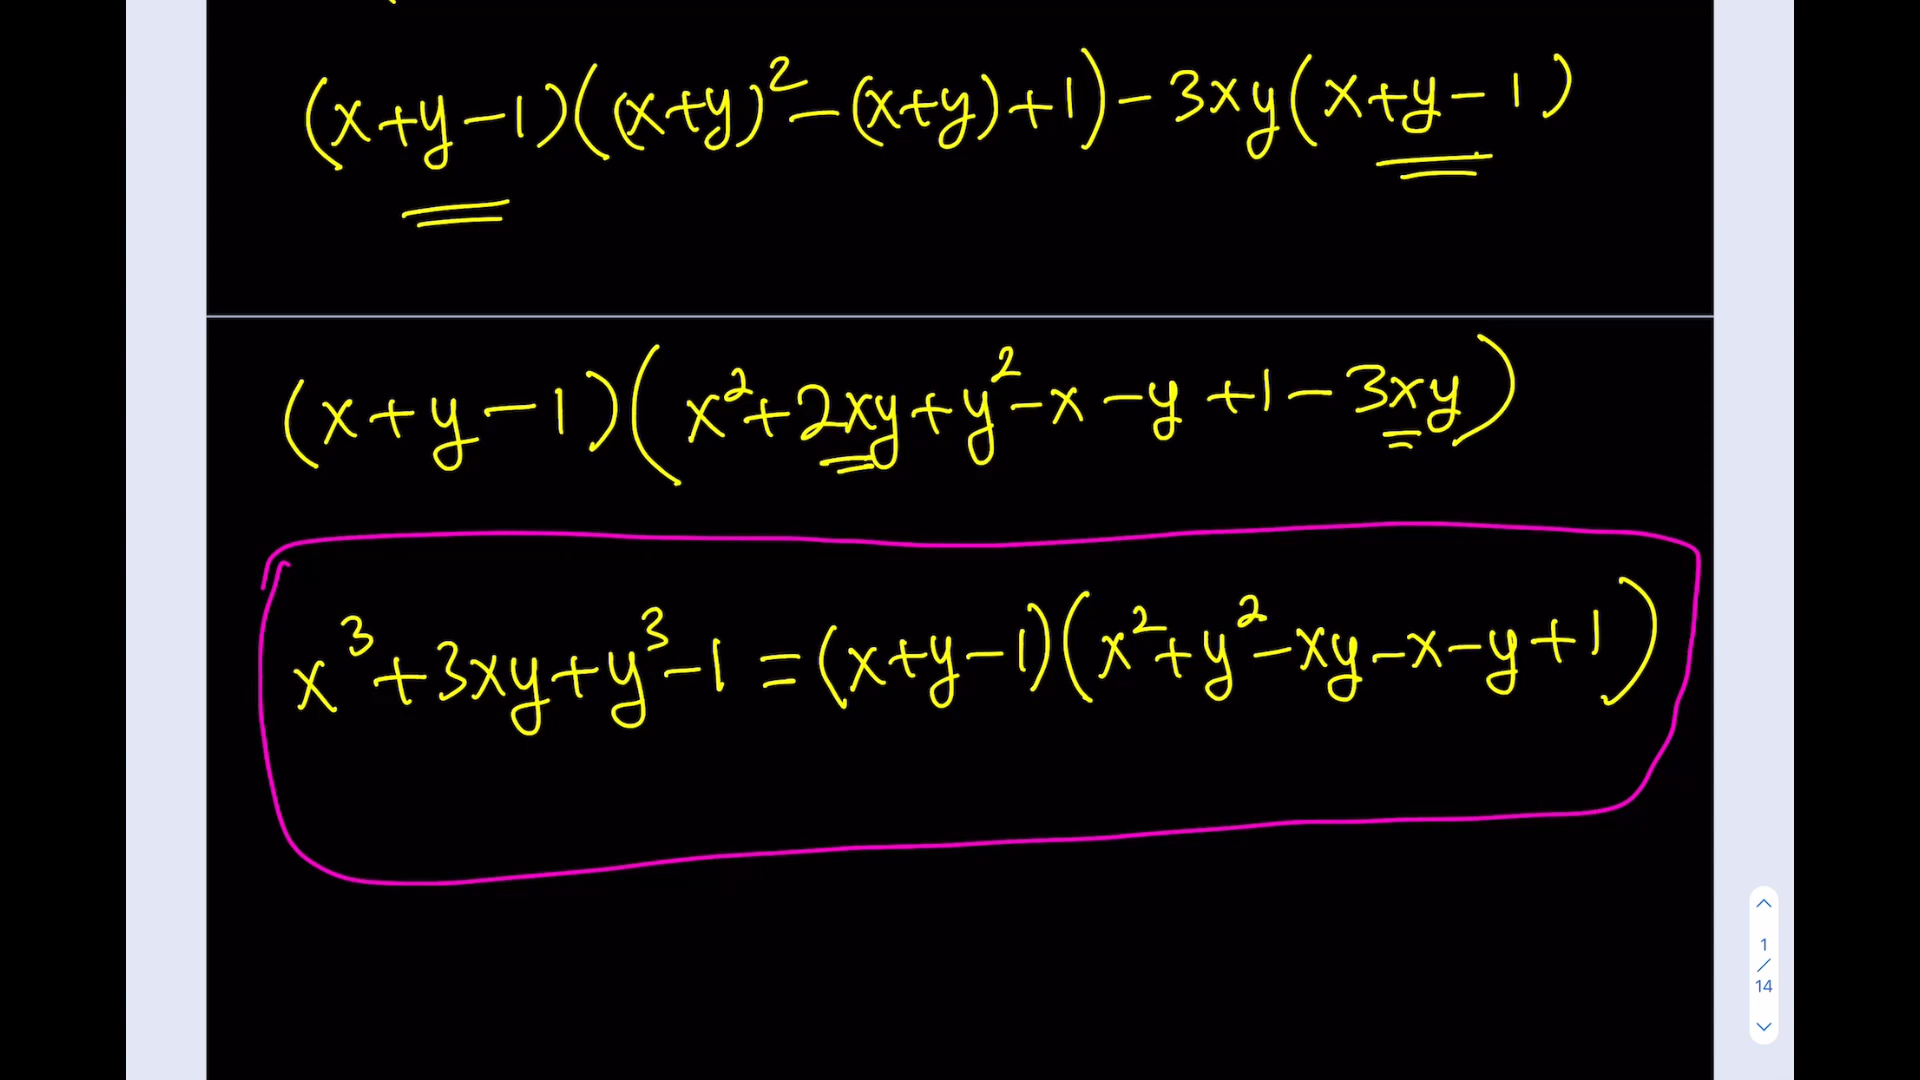 (x+y-1)((x+y)²-(x+y)+1)-3xy(x+y-1)
(x+y-1)(x²+2xy+y²-x-y+1-3xy)
x³+3xy+y³-1=(x+y-1)(x²+y²-xy-x-y+1)
1
/
14